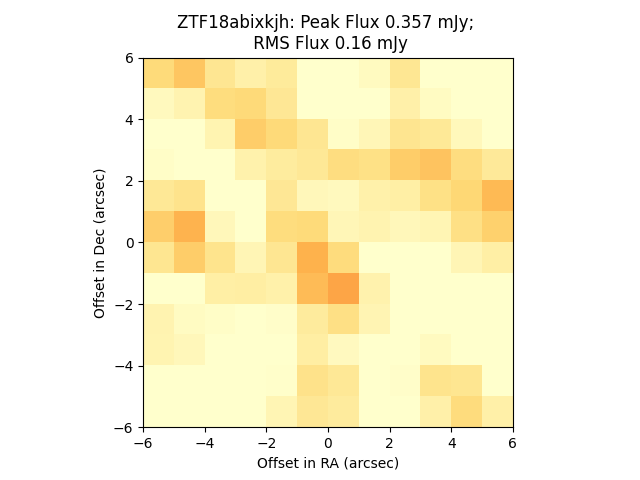 ZTF18abixkjh: Peak Flux 0.357 mJy;
RMS Flux 0.16 mJy
6
4
2
0
−2
−4
−6
Offset in Dec (arcsec)
−6 −4 −2 0 2 4 6
Offset in RA (arcsec)